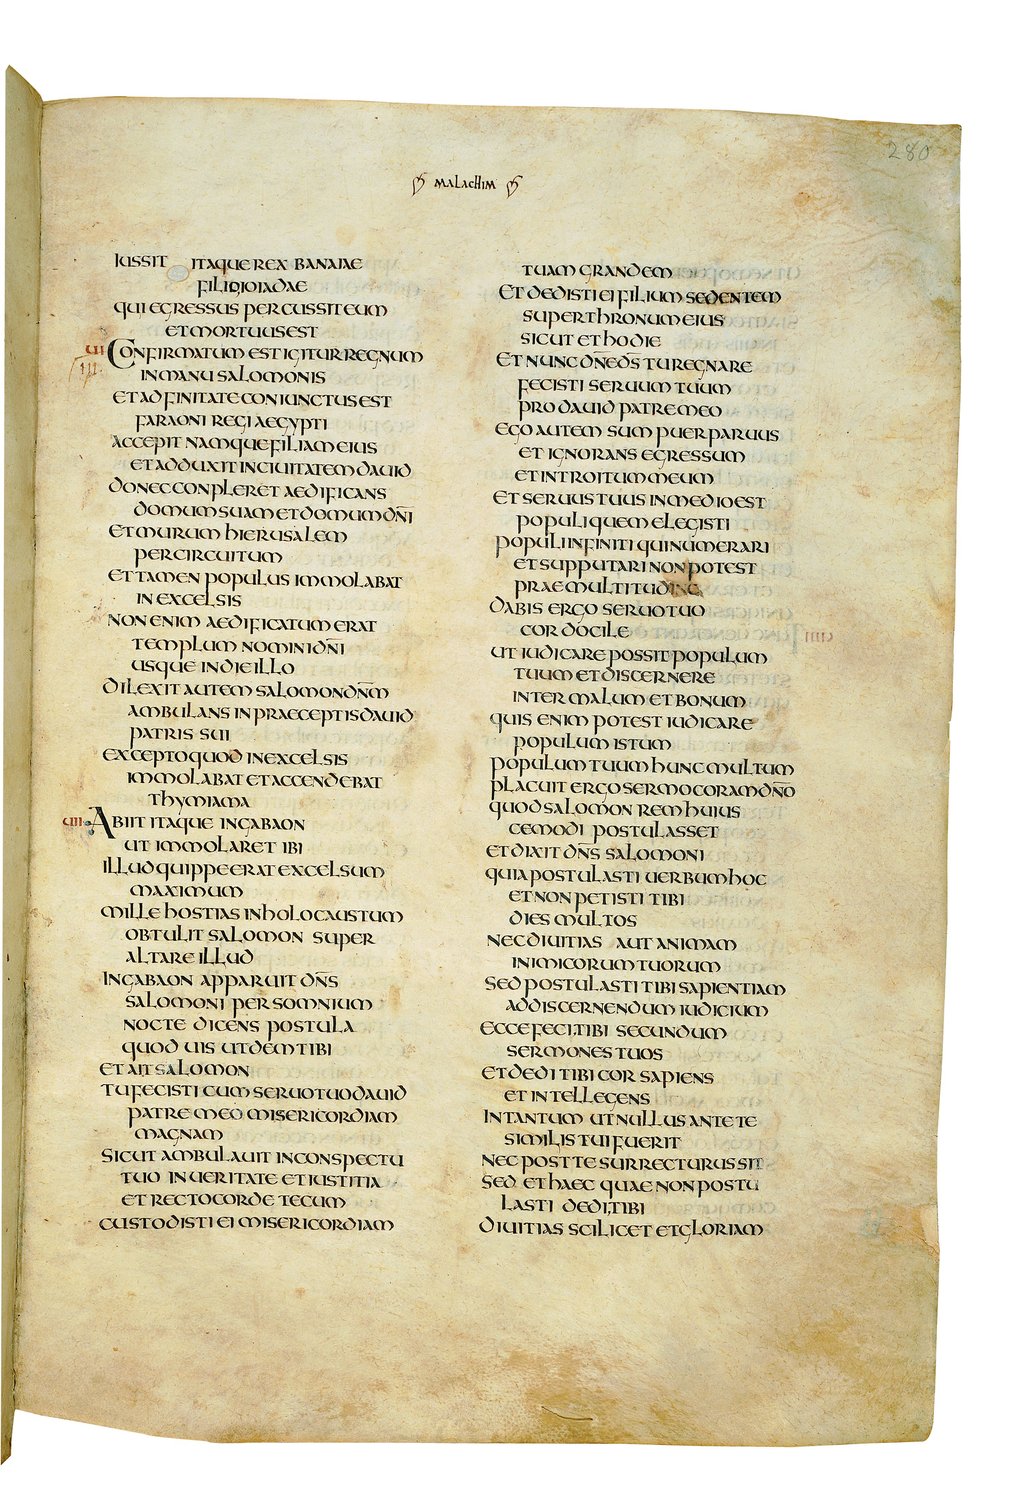 280
MALACHIM
IUSSIT ITAQUE REX BANAIAE
FILIO IOIADAE
QUI EGRESSUS PERCUSSIT EUM
ET MORTUUS EST
UI CONFIRMATUM EST IGITUR REGNUM
III IN MANU SALOMONIS
ET ADFINITATE CONIUNCTUS EST
FARAONI REGI AEGYPTI
ACCEPIT NAMQUE FILIAM EIUS
ET ADDUXIT IN CIUITATEM DAUID
DONEC CONPLERET AEDIFICANS
DOMUM SUAM ET DOMUM DN̄I
ET MURUM HIERUSALEM
PER CIRCUITUM
ET TAMEN POPULUS IMMOLABAT
IN EXCELSIS
NON ENIM AEDIFICATUM ERAT
TEMPLUM NOMINI DN̄I
USQUE IN DIE ILLO
DILEXIT AUTEM SALOMON DN̄M
AMBULANS IN PRAECEPTIS DAUID
PATRIS SUI
EXCEPTO QUOD IN EXCELSIS
IMMOLABAT ET ACCENDEBAT
THYMIAMA
UII ABIIT ITAQUE IN GABAON
UT IMMOLARET IBI
ILLUD QUIPPE ERAT EXCELSUM
MAXIMUM
MILLE HOSTIAS IN HOLOCAUSTUM
OBTULIT SALOMON SUPER
ALTARE ILLUD
IN GABAON APPARUIT DN̄S
SALOMONI PER SOMNIUM
NOCTE DICENS POSTULA
QUOD UIS UT DEM TIBI
ET AIT SALOMON
TU FECISTI CUM SERUO TUO DAUID
PATRE MEO MISERICORDIAM
MAGNAM
SICUT AMBULAUIT IN CONSPECTU
TUO IN UERITATE ET IUSTITIA
ET RECTO CORDE TECUM
CUSTODISTI EI MISERICORDIAM
TUAM GRANDEM
ET DEDISTI EI FILIUM SEDENTEM
SUPER THRONUM EIUS
SICUT ET HODIE
ET NUNC DN̄E DS̄ TU REGNARE
FECISTI SERUUM TUUM
PRO DAUID PATRE MEO
EGO AUTEM SUM PUER PARUUS
ET IGNORANS EGRESSUM
ET INTROITUM MEUM
ET SERUUS TUUS IN MEDIO EST
POPULI QUEM ELEGISTI
POPULI INFINITI QUI NUMERARI
ET SUPPUTARI NON POTEST
PRAE MULTITUDINE
DABIS ERGO SERUO TUO
COR DOCILE
UT IUDICARE POSSIT POPULUM
TUUM ET DISCERNERE
INTER MALUM ET BONUM
QUIS ENIM POTEST IUDICARE
POPULUM ISTUM
POPULUM TUUM HUNC MULTUM
PLACUIT ERGO SERMO CORAM DN̄O
QUOD SALOMON REM HUIUS
CEMODI POSTULASSET
ET DIXIT DN̄S SALOMONI
QUIA POSTULASTI UERBUM HOC
ET NON PETISTI TIBI
DIES MULTOS
NEC DIUITIAS AUT ANIMAM
INIMICORUM TUORUM
SED POSTULASTI TIBI SAPIENTIAM
AD DISCERNENDUM IUDICIUM
ECCE FECI TIBI SECUNDUM
SERMONES TUOS
ET DEDI TIBI COR SAPIENS
ET INTELLEGENS
IN TANTUM UT NULLUS ANTE TE
SIMILIS TUI FUERIT
NEC POST TE SURRECTURUS SIT
SED ET HAEC QUAE NON POSTU
LASTI DEDI TIBI
DIUITIAS SCILICET ET GLORIAM